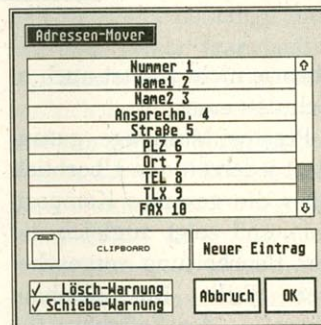 Adressen-Mover
Nummer 1
Name1 2
Name2 3
Ansprechp. 4
Straße 5
PLZ 6
Ort 7
TEL 8
TLX 9
FAX 10
CLIPBOARD
Neuer Eintrag
Lösch-Warnung
Schiebe-Warnung
Abbruch
OK